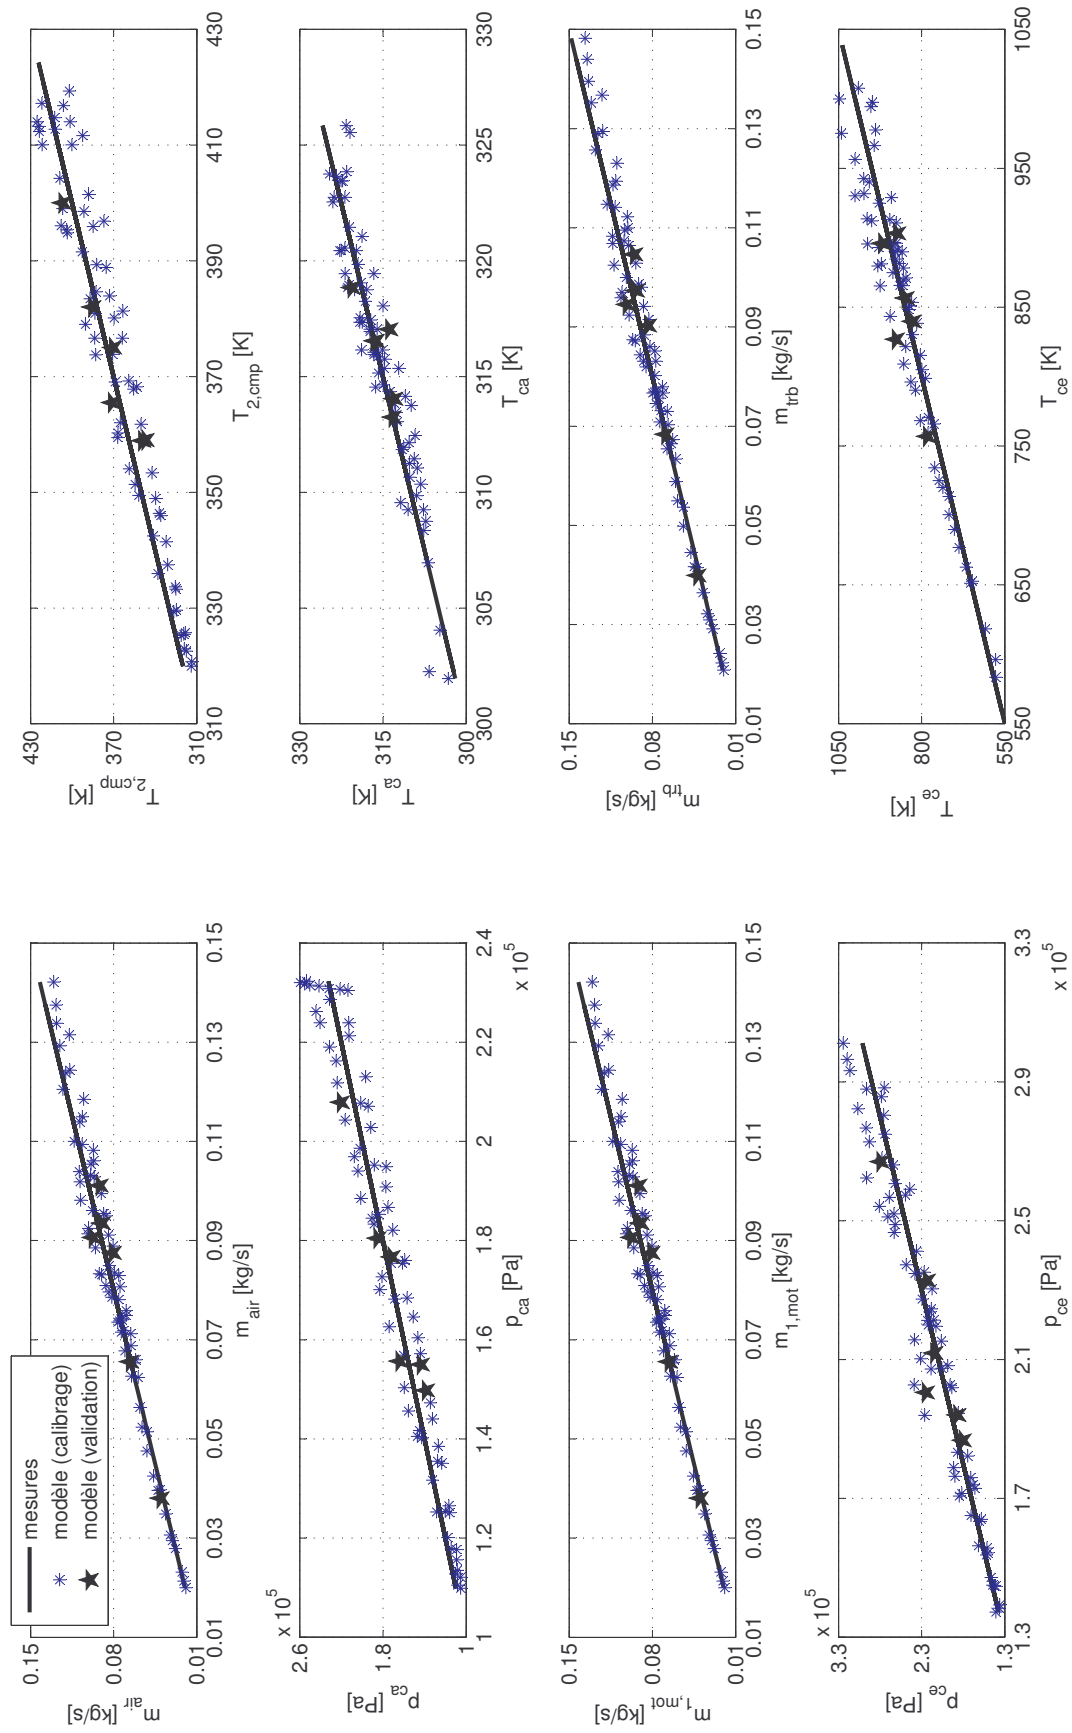 mesures
modèle (calibrage)
modèle (validation)
0.15
0.08
0.01
m_air [kg/s]
0.01 0.03 0.05 0.07 0.09 0.11 0.13 0.15
m_air [kg/s]
430
370
310
T_2,cmp [K]
310 330 350 370 390 410 430
T_2,cmp [K]
x 10^5
2.6
1.8
1
p_ca [Pa]
1 1.2 1.4 1.6 1.8 2 2.2 2.4
x 10^5
p_ca [Pa]
330
315
300
T_ca [K]
300 305 310 315 320 325 330
T_ca [K]
0.15
0.08
0.01
m_1,mot [kg/s]
0.01 0.03 0.05 0.07 0.09 0.11 0.13 0.15
m_1,mot [kg/s]
0.15
0.08
0.01
m_trb [kg/s]
0.01 0.03 0.05 0.07 0.09 0.11 0.13 0.15
m_trb [kg/s]
x 10^5
3.3
2.3
1.3
p_ce [Pa]
1.3 1.7 2.1 2.5 2.9 3.3
x 10^5
p_ce [Pa]
1050
800
550
T_ce [K]
550 650 750 850 950 1050
T_ce [K]